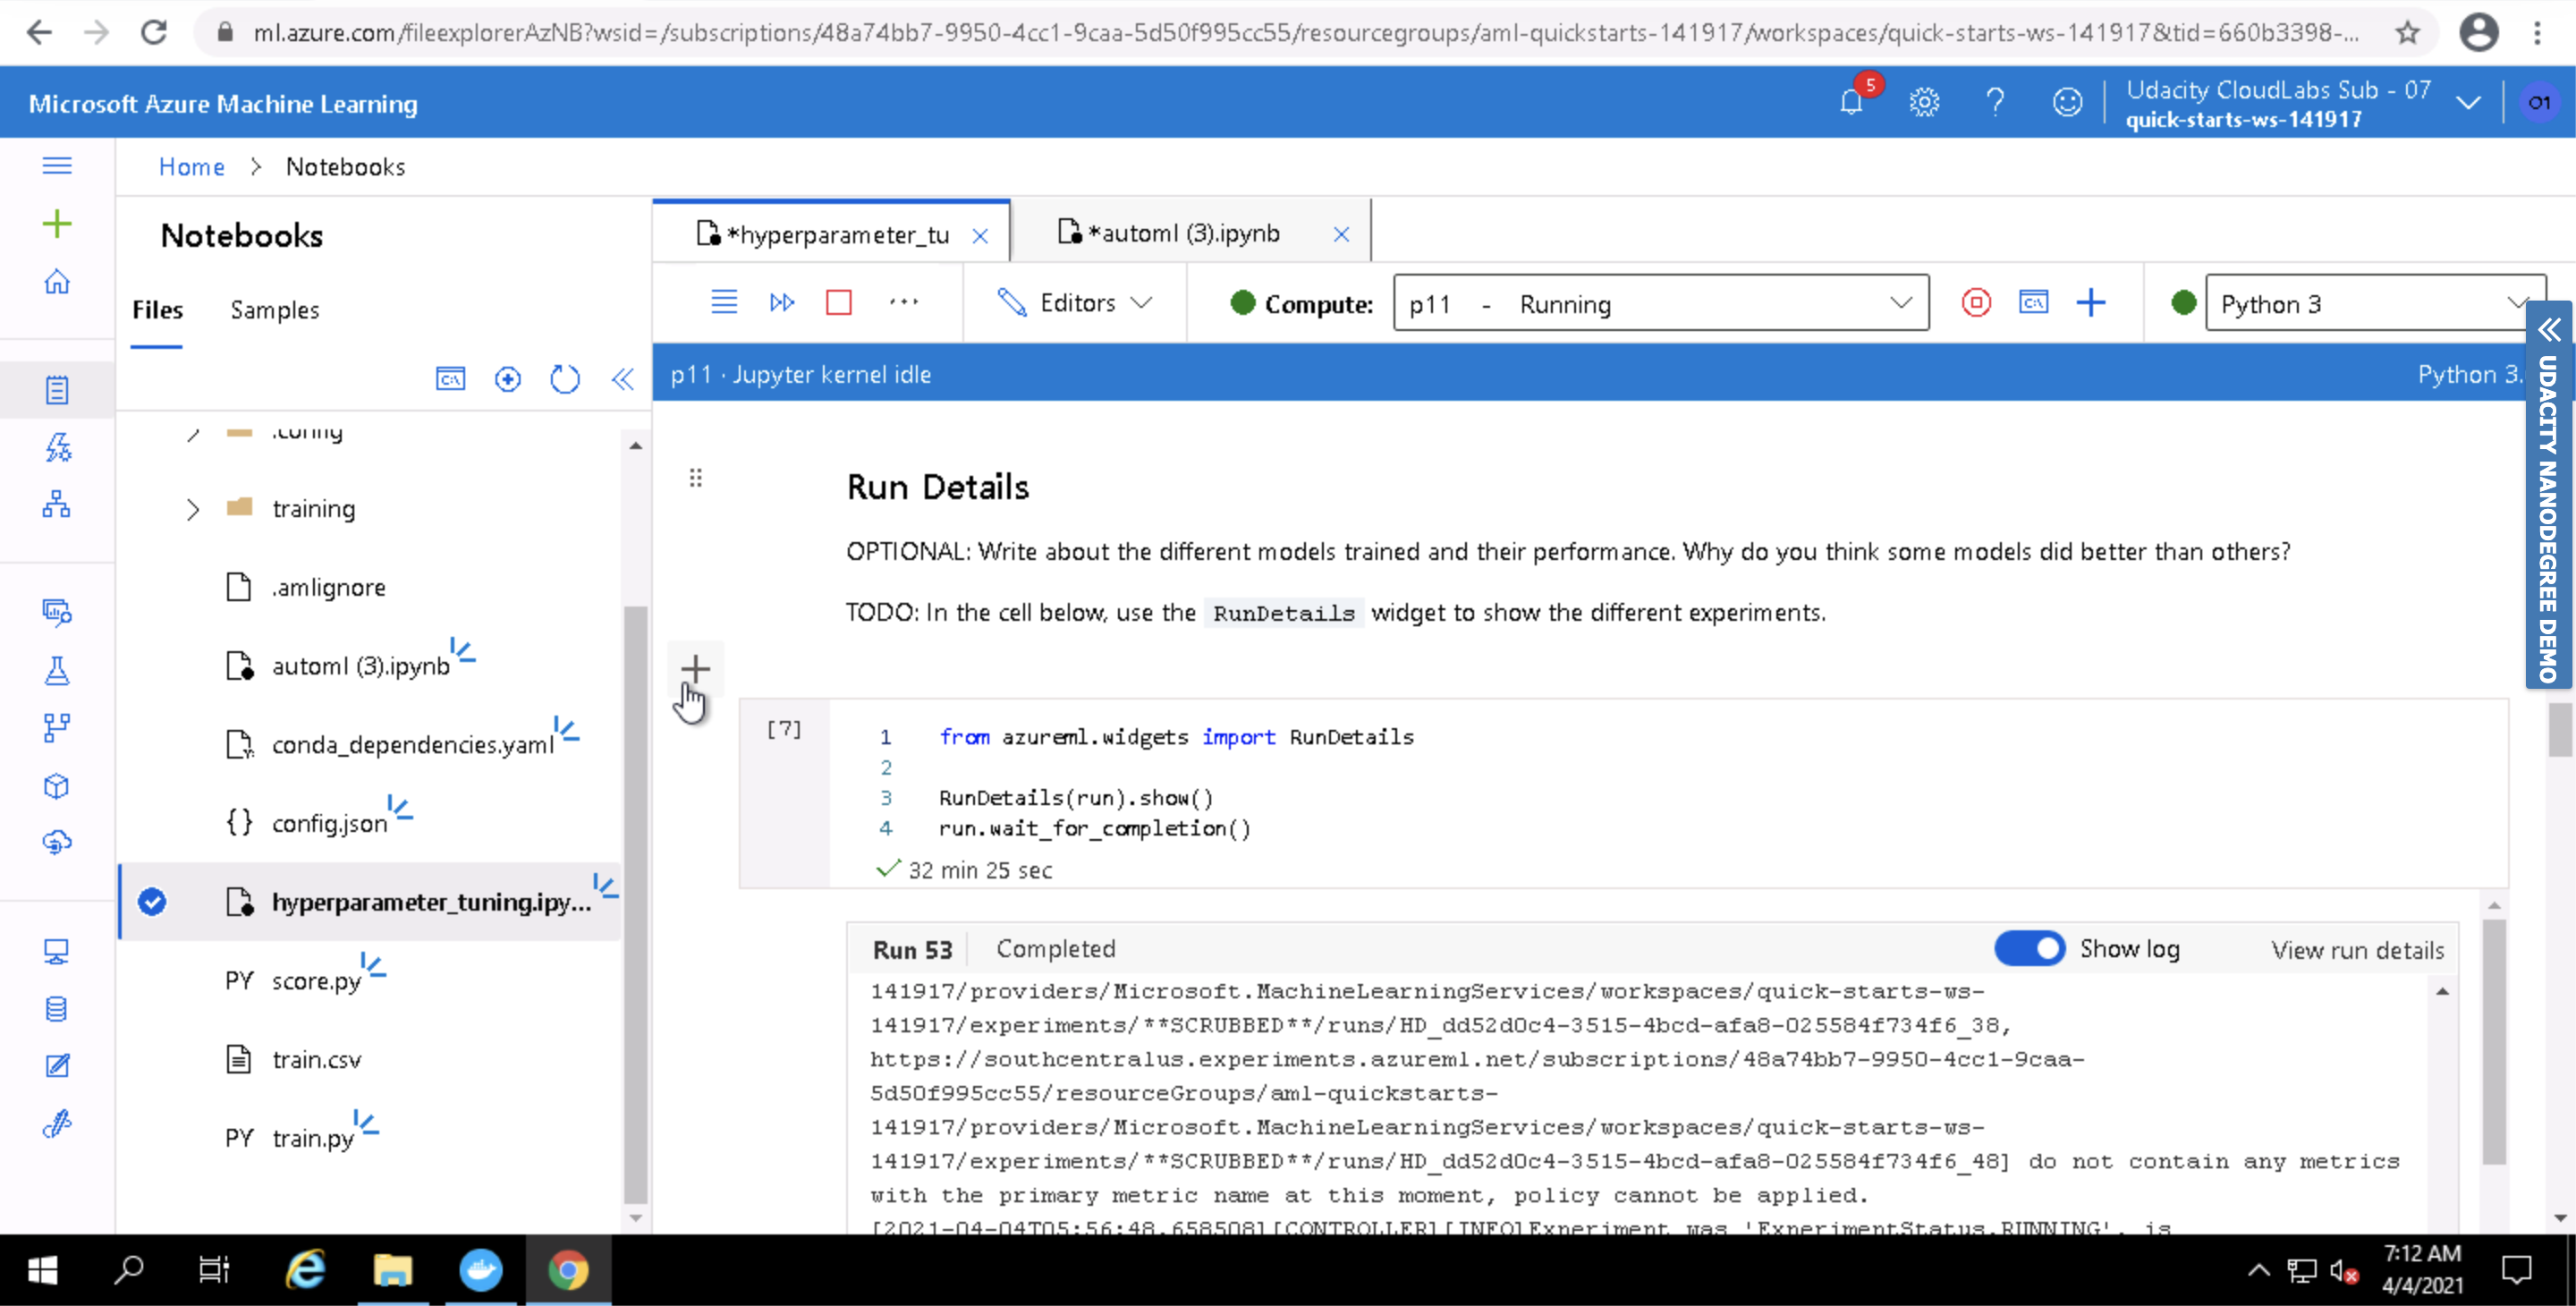 ml.azure.com/fileexplorerAzNB?wsid=/subscriptions/48a74bb7-9950-4cc1-9caa-5d50f995cc55/resourcegroups/aml-quickstarts-141917/workspaces/quick-starts-ws-141917&tid=660b3398-...
Microsoft Azure Machine Learning
5
Udacity CloudLabs Sub - 07
quick-starts-ws-141917
O1
Home > Notebooks
Notebooks
Files
Samples
.config
training
.amlignore
automl (3).ipynb
conda_dependencies.yaml
{} config.json
hyperparameter_tuning.ipy...
PY score.py
train.csv
PY train.py
*hyperparameter_tu
*automl (3).ipynb
Editors
Compute:
p11 - Running
Python 3
p11 · Jupyter kernel idle
Python 3.
UDACITY NANODEGREE DEMO
Run Details
OPTIONAL: Write about the different models trained and their performance. Why do you think some models did better than others?
TODO: In the cell below, use the RunDetails widget to show the different experiments.
[7]
1 from azureml.widgets import RunDetails
2
3 RunDetails(run).show()
4 run.wait_for_completion()
32 min 25 sec
Run 53
Completed
Show log
View run details
141917/providers/Microsoft.MachineLearningServices/workspaces/quick-starts-ws-
141917/experiments/**SCRUBBED**/runs/HD_dd52d0c4-3515-4bcd-afa8-025584f734f6_38,
https://southcentralus.experiments.azureml.net/subscriptions/48a74bb7-9950-4cc1-9caa-
5d50f995cc55/resourceGroups/aml-quickstarts-
141917/providers/Microsoft.MachineLearningServices/workspaces/quick-starts-ws-
141917/experiments/**SCRUBBED**/runs/HD_dd52d0c4-3515-4bcd-afa8-025584f734f6_48] do not contain any metrics
with the primary metric name at this moment, policy cannot be applied.
[2021-04-04T05:56:48.658508][CONTROLLER][INFO]Experiment was 'ExperimentStatus.RUNNING', is
7:12 AM
4/4/2021